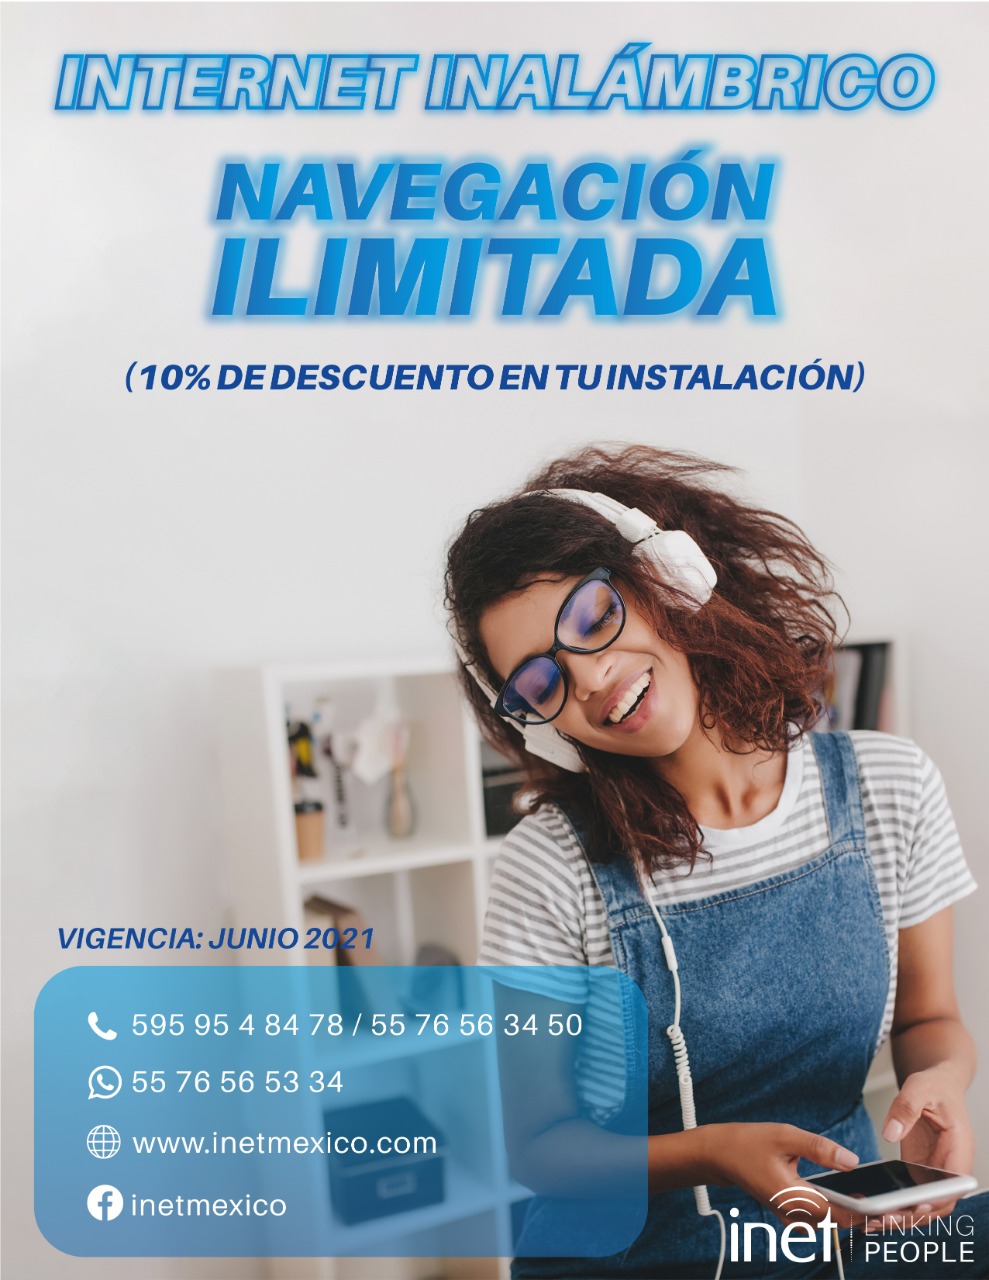 INTERNET INALÁMBRICO
NAVEGACIÓN
ILIMITADA
(10% DE DESCUENTO EN TU INSTALACIÓN)
VIGENCIA: JUNIO 2021
595 95 4 84 78 / 55 76 56 34 50
55 76 56 53 34
www.inetmexico.com
inetmexico
inet
LINKING
PEOPLE